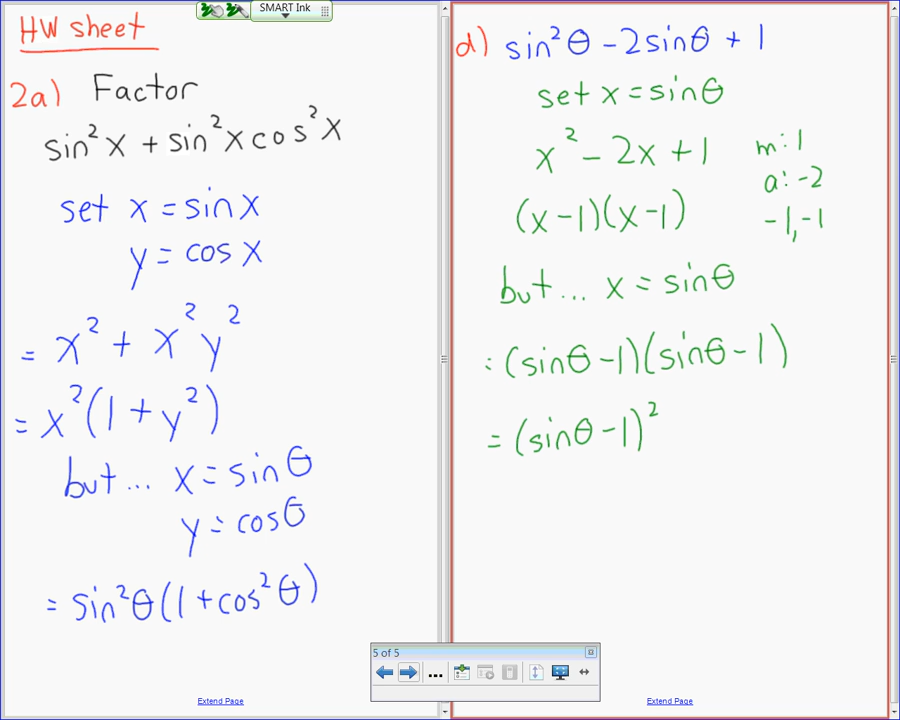 SMART Ink
HW sheet
2a) Factor
sin²x + sin²x cos²x
set x = sin x
y = cos x
= x² + x²y²
= x²(1 + y²)
but... x = sinθ
y = cosθ
= sin²θ(1 + cos²θ)
Extend Page
d) sin²θ - 2sinθ + 1
set x = sinθ
x² - 2x + 1
m: 1
a: -2
(x - 1)(x - 1)
-1, -1
but... x = sinθ
= (sinθ - 1)(sinθ - 1)
= (sinθ - 1)²
5 of 5
Extend Page